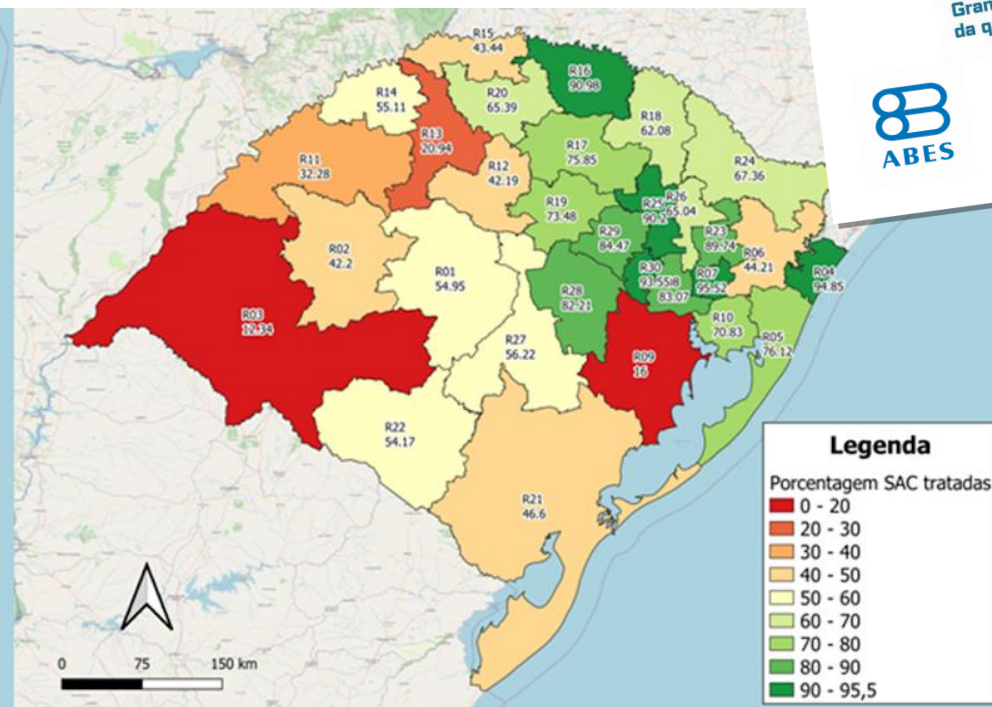 Gran
da q
ABES
R15
43.44
R16
90.98
R14
55.11
R20
65.39
R13
20.94
R18
62.08
R11
32.28
R12
42.19
R17
75.85
R24
67.36
R02
42.2
R19
73.48
R25
90.2
R26
65.04
R29
84.47
R23
89.74
R06
44.21
R01
54.95
R30
93.55
83.07
R07
95.52
R04
94.85
R28
82.21
R03
12.34
R10
70.83
R05
76.12
R27
56.22
R09
16
R22
54.17
R21
46.6
0 75 150 km
Legenda
Porcentagem SAC tratadas
0 - 20
20 - 30
30 - 40
40 - 50
50 - 60
60 - 70
70 - 80
80 - 90
90 - 95,5